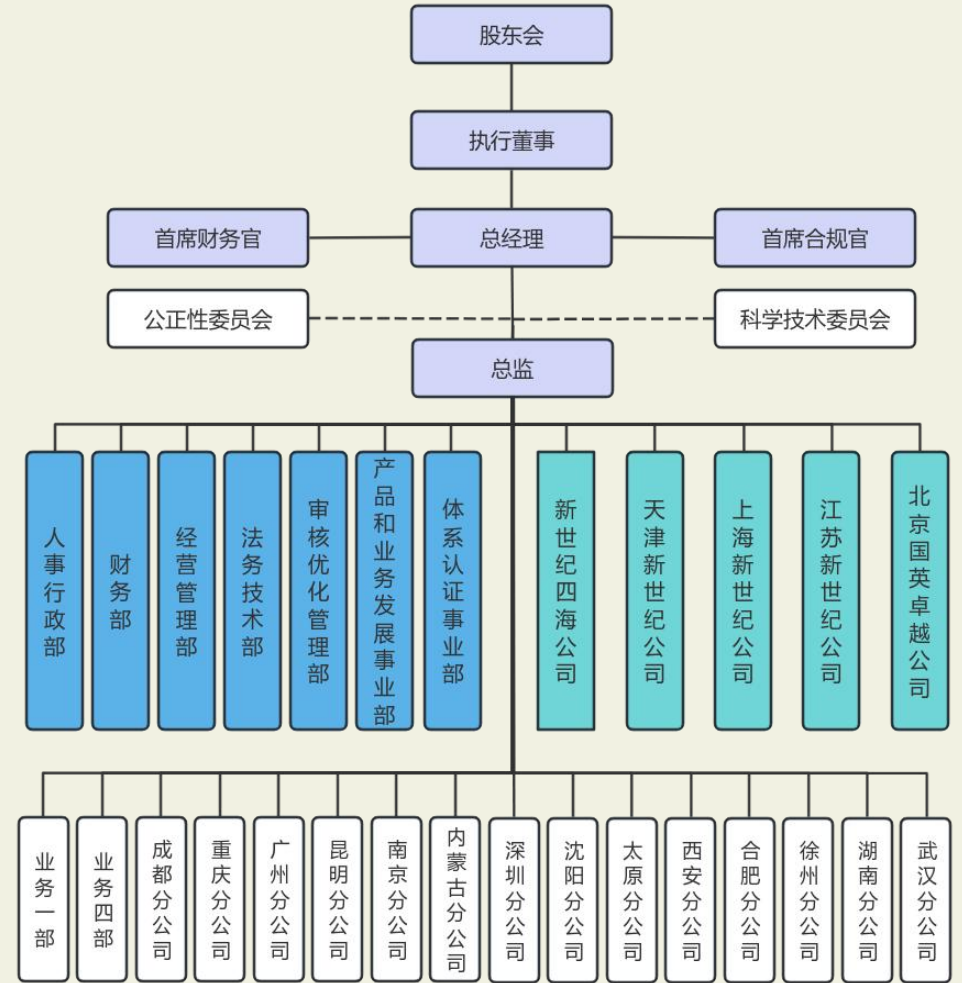 股东会
执行董事
首席财务官
总经理
首席合规官
公正性委员会
科学技术委员会
总监
人事行政部
财务部
经营管理部
法务技术部
审核优化管理部
产品和业务发展事业部
体系认证事业部
新世纪四海公司
天津新世纪公司
上海新世纪公司
江苏新世纪公司
北京国英卓越公司
业务一部
业务四部
成都分公司
重庆分公司
广州分公司
昆明分公司
南京分公司
内蒙古分公司
深圳分公司
沈阳分公司
太原分公司
西安分公司
合肥分公司
徐州分公司
湖南分公司
武汉分公司